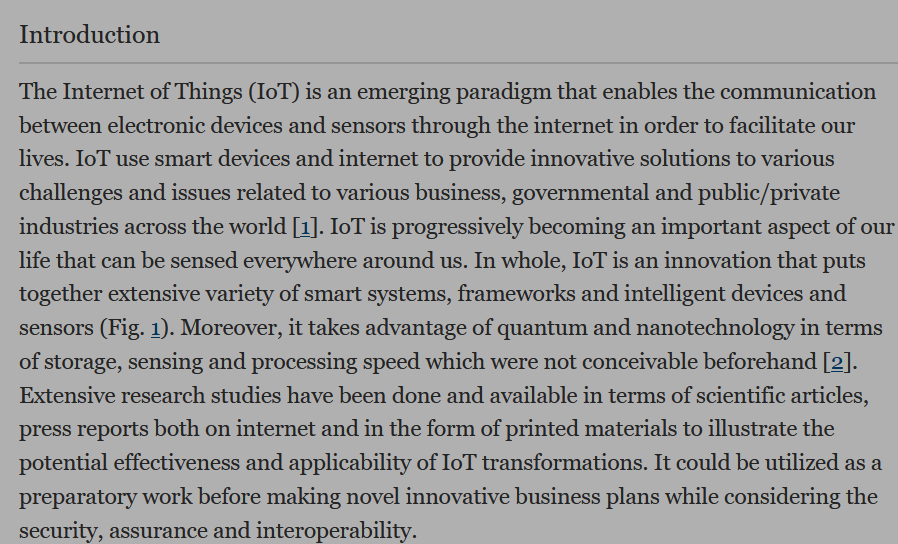 Introduction
The Internet of Things (IoT) is an emerging paradigm that enables the communication
between electronic devices and sensors through the internet in order to facilitate our
lives. IoT use smart devices and internet to provide innovative solutions to various
challenges and issues related to various business, governmental and public/private
industries across the world [1]. IoT is progressively becoming an important aspect of our
life that can be sensed everywhere around us. In whole, IoT is an innovation that puts
together extensive variety of smart systems, frameworks and intelligent devices and
sensors (Fig. 1). Moreover, it takes advantage of quantum and nanotechnology in terms
of storage, sensing and processing speed which were not conceivable beforehand [2].
Extensive research studies have been done and available in terms of scientific articles,
press reports both on internet and in the form of printed materials to illustrate the
potential effectiveness and applicability of IoT transformations. It could be utilized as a
preparatory work before making novel innovative business plans while considering the
security, assurance and interoperability.